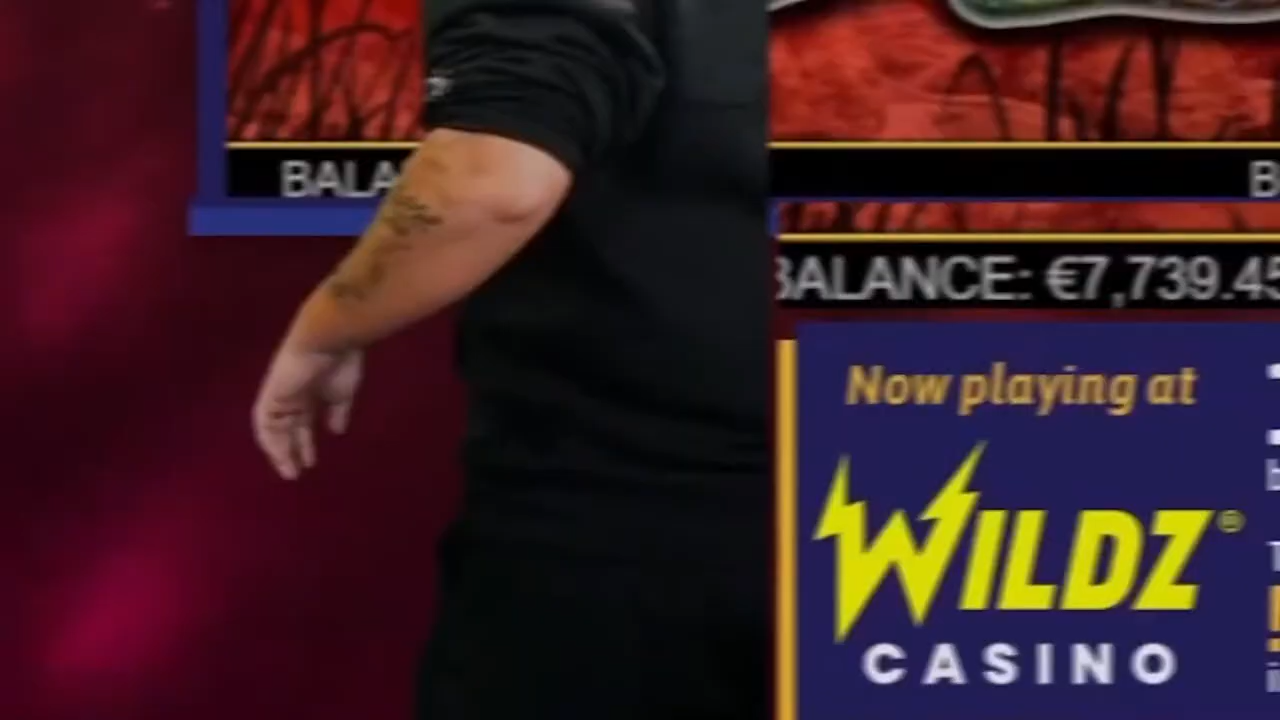 BALA
BALANCE: €7,739.45
Now playing at
WILDZ®
CASINO